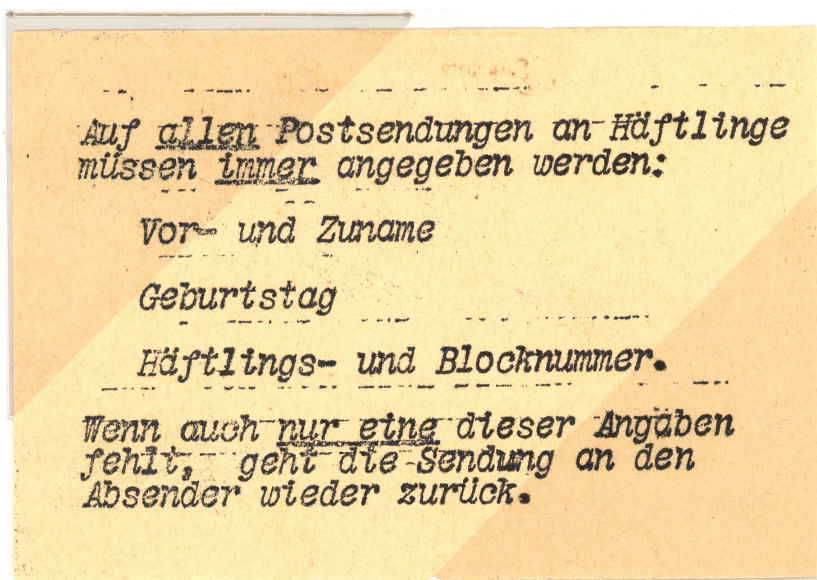 Auf allen Postsendungen an Häftlinge
müssen immer angegeben werden:
Vor- und Zuname
Geburtstag
Häftlings- und Blocknummer.
Wenn auch nur eine dieser Angaben
fehlt, geht die Sendung an den
Absender wieder zurück.